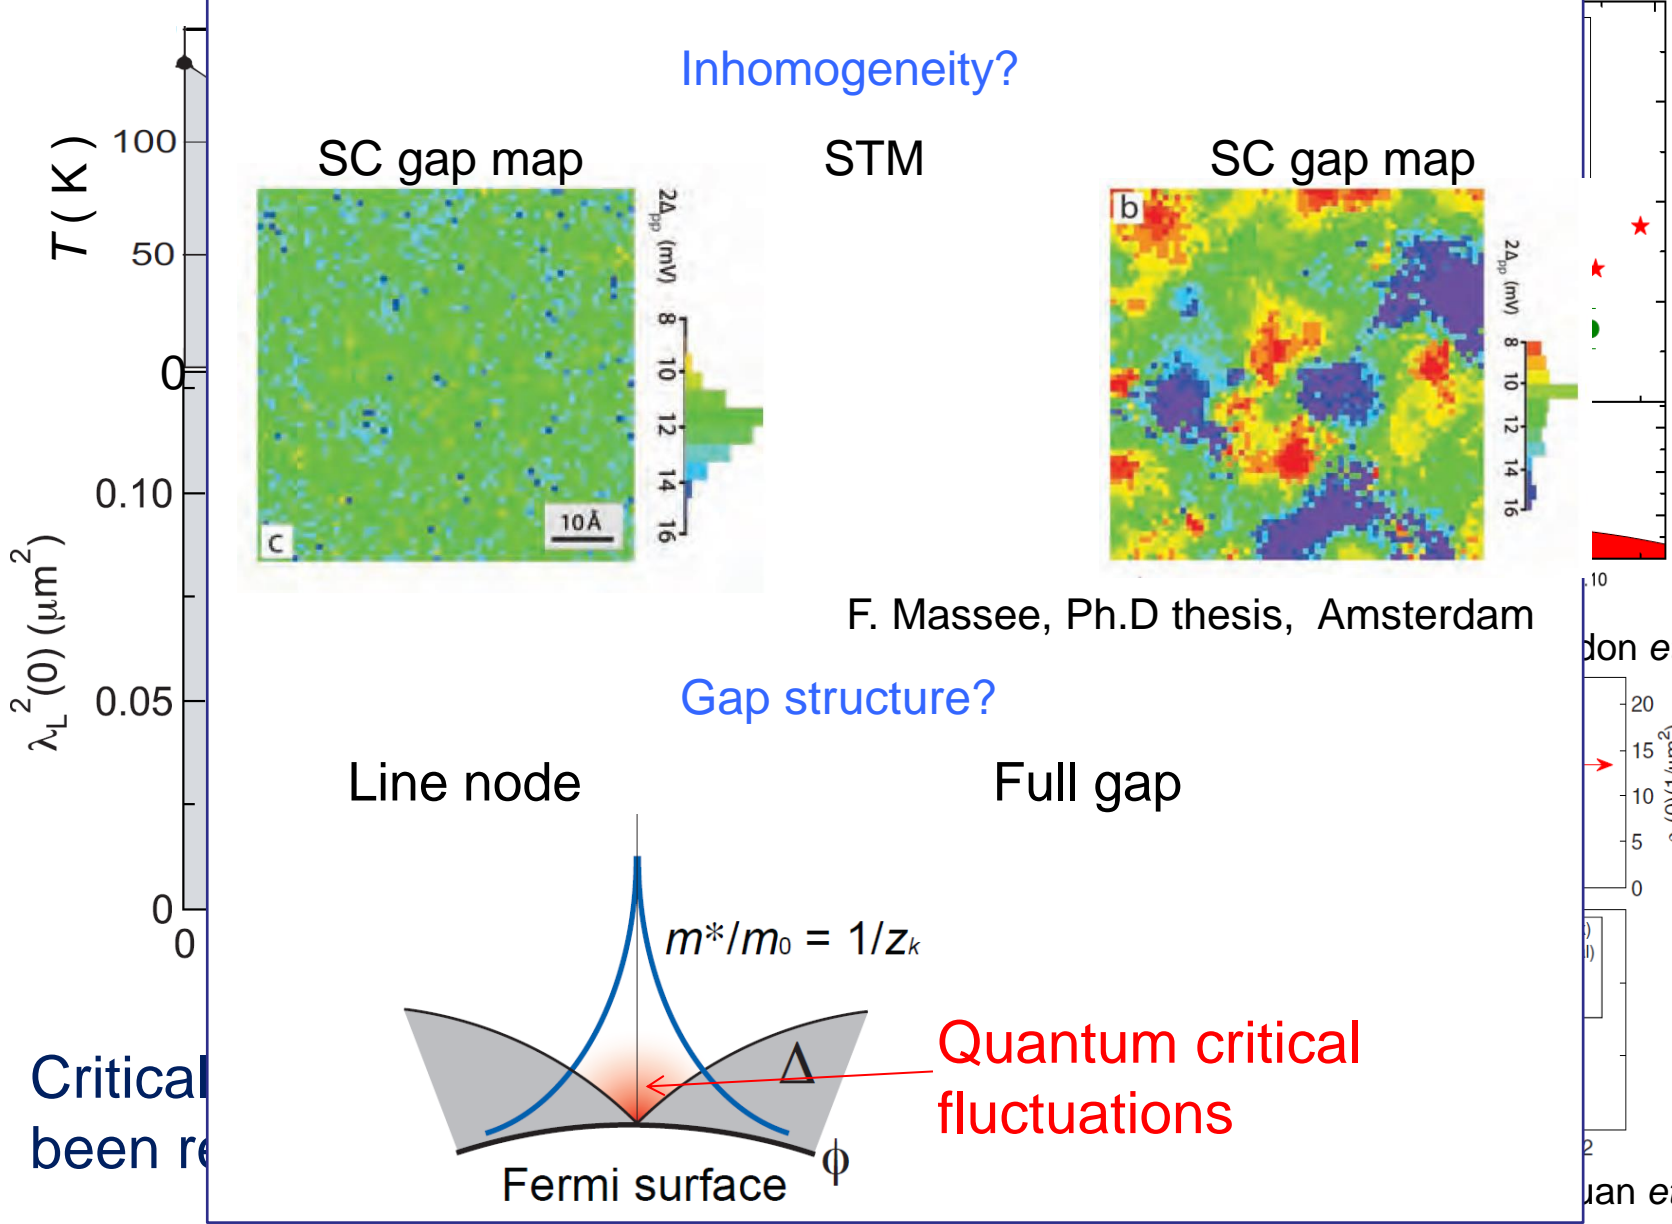 Inhomogeneity?
SC gap map
STM
SC gap map
T ( K )
100
50
0
2Δpp (mV)
8
10
12
14
16
c
10 Å
b
2Δpp (mV)
8
10
12
14
16
.10
F. Massee, Ph.D thesis, Amsterdam
don e
Gap structure?
λL2(0) (μm2)
0.10
0.05
0
0
Line node
Full gap
20
15
10
5
0
m*/m0 = 1/zk
Δ
Quantum critical
fluctuations
ϕ
Fermi surface
Critical
been re
2
uan et